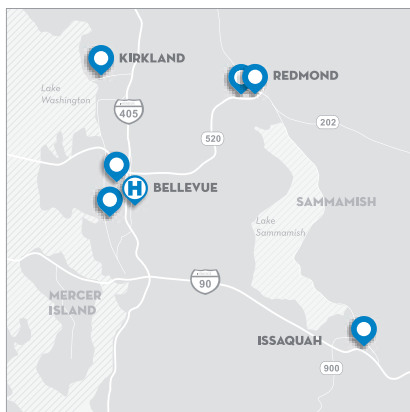 KIRKLAND
REDMOND
Lake
Washington
405
202
520
H
BELLEVUE
SAMMAMISH
Lake
Sammamish
90
MERCER
ISLAND
ISSAQUAH
900